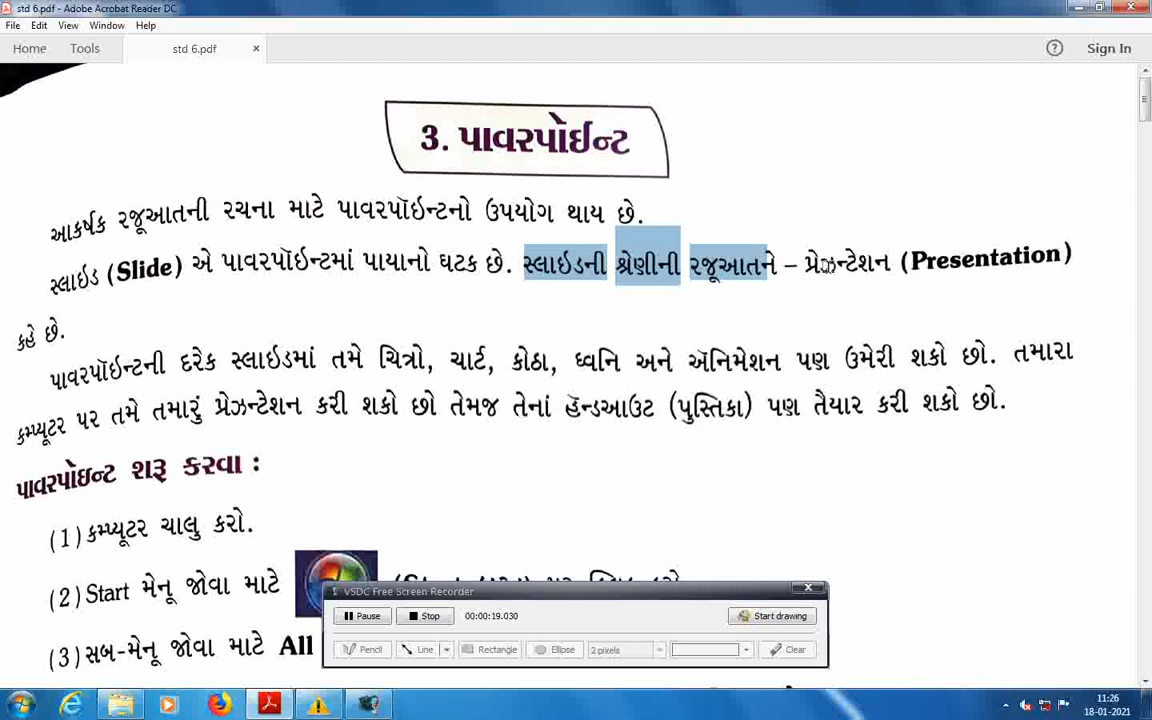 std 6.pdf - Adobe Acrobat Reader DC
File Edit View Window Help
Home Tools std 6.pdf × Sign In
3. પાવરપોઈન્ટ
આકર્ષક રજૂઆતની રચના માટે પાવરપૉઇન્ટનો ઉપયોગ થાય છે.
સ્લાઇડ (Slide) એ પાવરપૉઇન્ટમાં પાયાનો ઘટક છે. સ્લાઇડની શ્રેણીની રજૂઆતને – પ્રેઝન્ટેશન (Presentation)
કહે છે.
પાવરપૉઇન્ટની દરેક સ્લાઇડમાં તમે ચિત્રો, ચાર્ટ, કોઠા, ધ્વનિ અને ઍનિમેશન પણ ઉમેરી શકો છો. તમારા
કમ્પ્યૂટર પર તમે તમારું પ્રેઝન્ટેશન કરી શકો છો તેમજ તેનાં હૅન્ડઆઉટ (પુસ્તિકા) પણ તૈયાર કરી શકો છો.
પાવરપોઇન્ટ શરૂ કરવા :
(1) કમ્પ્યૂટર ચાલુ કરો.
(2) Start મેનૂ જોવા માટે
(3) સબ-મેનૂ જોવા માટે All
VSDC Free Screen Recorder
Pause Stop 00:00:19.030 Start drawing
Pencil Line Rectangle Ellipse 2 pixels Clear
11:26
18-01-2021